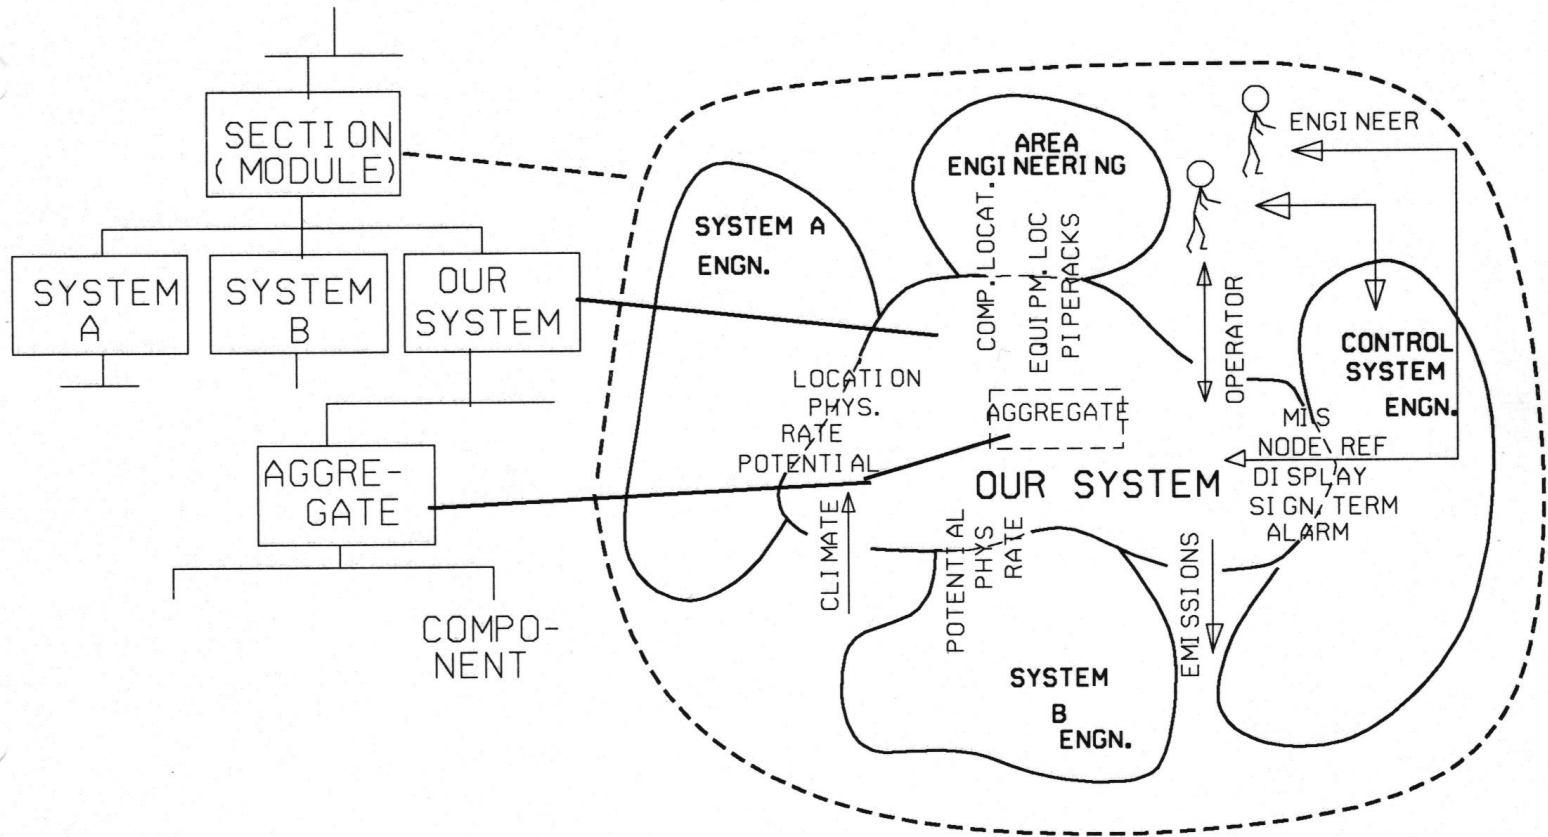 SECTION
(MODULE)
SYSTEM
A
SYSTEM
B
OUR
SYSTEM
AGGRE-
GATE
COMPO-
NENT
AREA
ENGINEERING
COMP. LOCAT.
EQUIPM. LOC
PIPERACKS
ENGINEER
OPERATOR
SYSTEM A
ENGN.
CONTROL
SYSTEM
ENGN.
LOCATION
PHYS.
RATE
POTENTIAL
AGGREGATE
OUR SYSTEM
MIS
NODE REF
DISPLAY
SIGN/TERM
ALARM
CLIMATE
POTENTIAL
PHYS
RATE
EMISSIONS
SYSTEM
B
ENGN.